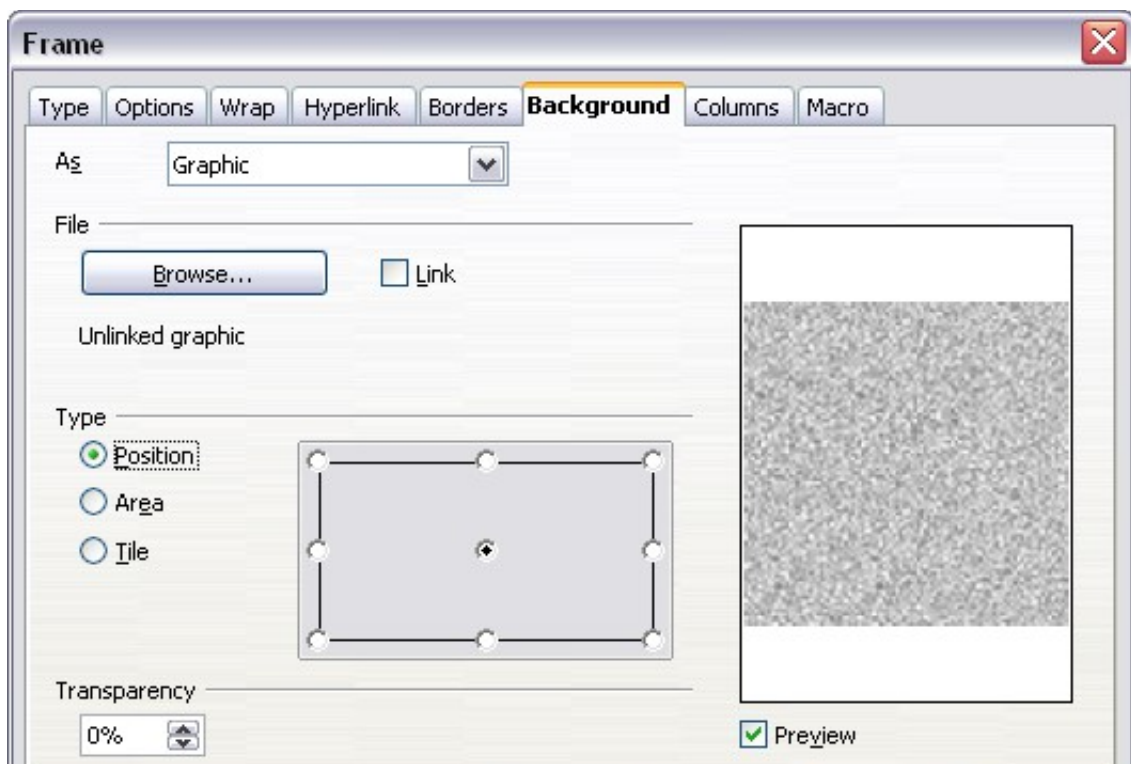 Frame
Type Options Wrap Hyperlink Borders Background Columns Macro
As Graphic
File
Browse... Link
Unlinked graphic
Type
Position
Area
Tile
Transparency
0% Preview